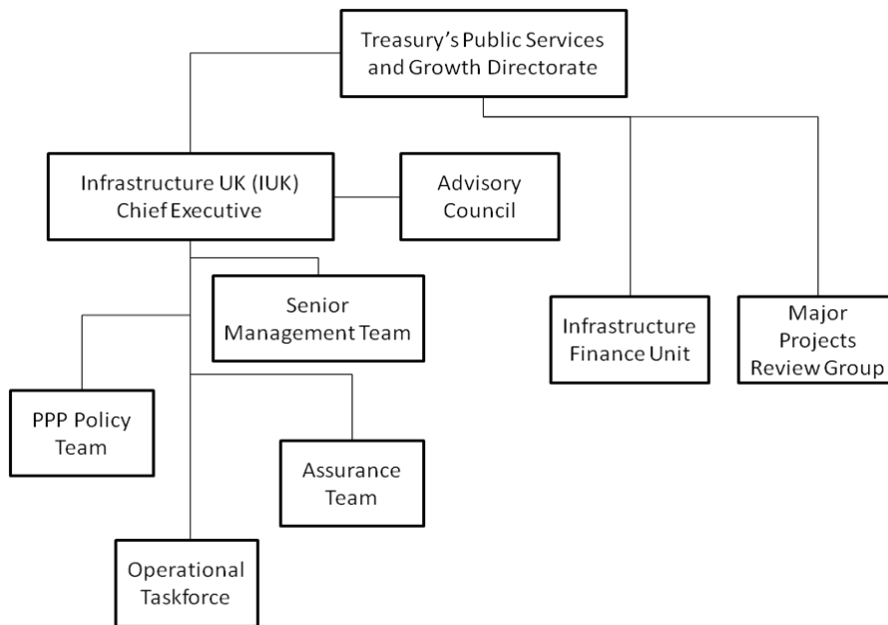 Treasury's Public Services
and Growth Directorate
Infrastructure UK (IUK)
Chief Executive
Advisory
Council
Senior
Management Team
Infrastructure
Finance Unit
Major
Projects
Review Group
PPP Policy
Team
Assurance
Team
Operational
Taskforce